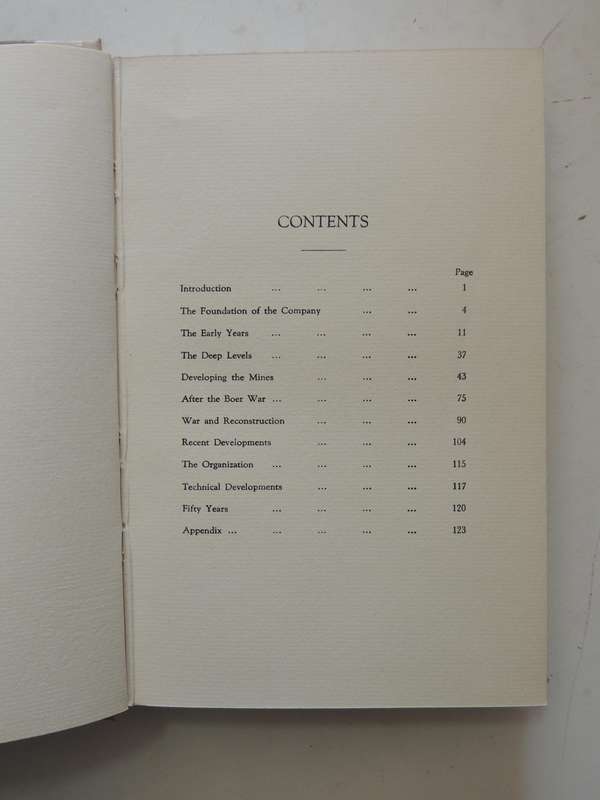 CONTENTS
Page
Introduction ... ... ... ... 1
The Foundation of the Company ... ... 4
The Early Years ... ... ... ... 11
The Deep Levels ... ... ... ... 37
Developing the Mines ... ... ... 43
After the Boer War ... ... ... ... 75
War and Reconstruction ... ... ... 90
Recent Developments ... ... ... 104
The Organization ... ... ... ... 115
Technical Developments ... ... ... 117
Fifty Years ... ... ... ... 120
Appendix ... ... ... ... ... 123